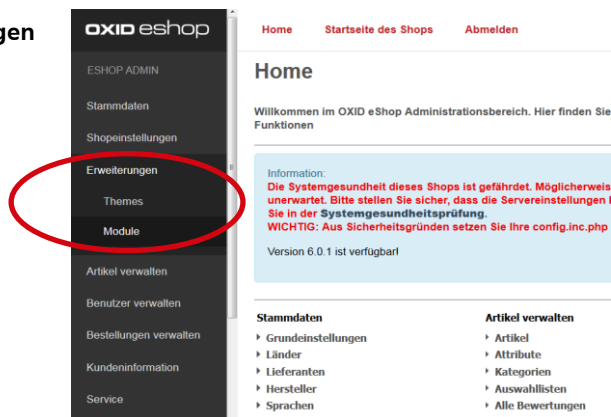 gen
OXID eshop
ESHOP ADMIN
Stammdaten
Shopeinstellungen
Erweiterungen
Themes
Module
Artikel verwalten
Benutzer verwalten
Bestellungen verwalten
Kundeninformation
Service
Home Startseite des Shops Abmelden
Home
Willkommen im OXID eShop Administrationsbereich. Hier finden Sie
Funktionen
Information:
Die Systemgesundheit dieses Shops ist gefährdet. Möglicherweis
unerwartet. Bitte stellen Sie sicher, dass die Servereinstellungen
Sie in der Systemgesundheitsprüfung.
WICHTIG: Aus Sicherheitsgründen setzen Sie Ihre config.inc.php
Version 6.0.1 ist verfügbar!
Stammdaten
Grundeinstellungen
Länder
Lieferanten
Hersteller
Sprachen
Artikel verwalten
Artikel
Attribute
Kategorien
Auswahllisten
Alle Bewertungen